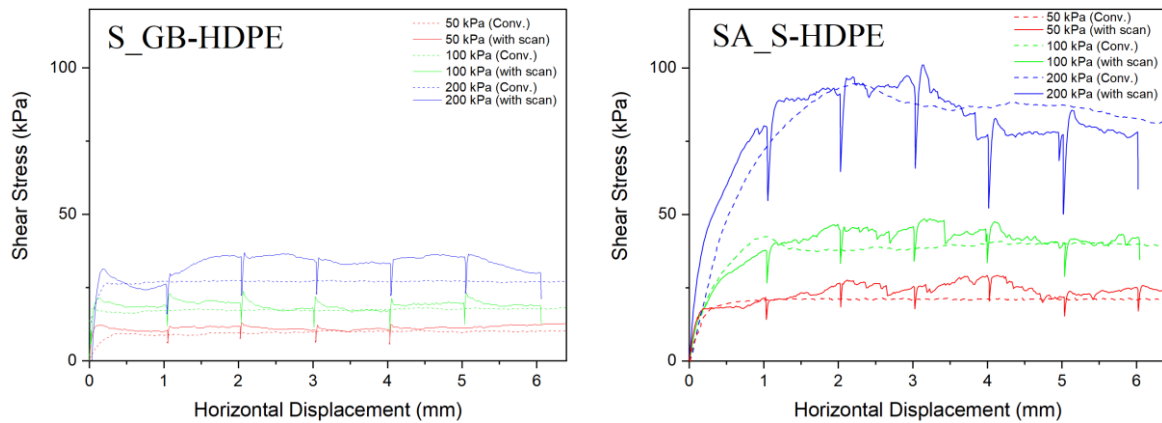 S_GB-HDPE
50 kPa (Conv.)
50 kPa (with scan)
100 kPa (Conv.)
100 kPa (with scan)
200 kPa (Conv.)
200 kPa (with scan)
100
50
0
Shear Stress (kPa)
0 1 2 3 4 5 6
Horizontal Displacement (mm)
SA_S-HDPE
50 kPa (Conv.)
50 kPa (with scan)
100 kPa (Conv.)
100 kPa (with scan)
200 kPa (Conv.)
200 kPa (with scan)
100
50
0
Shear Stress (kPa)
0 1 2 3 4 5 6
Horizontal Displacement (mm)